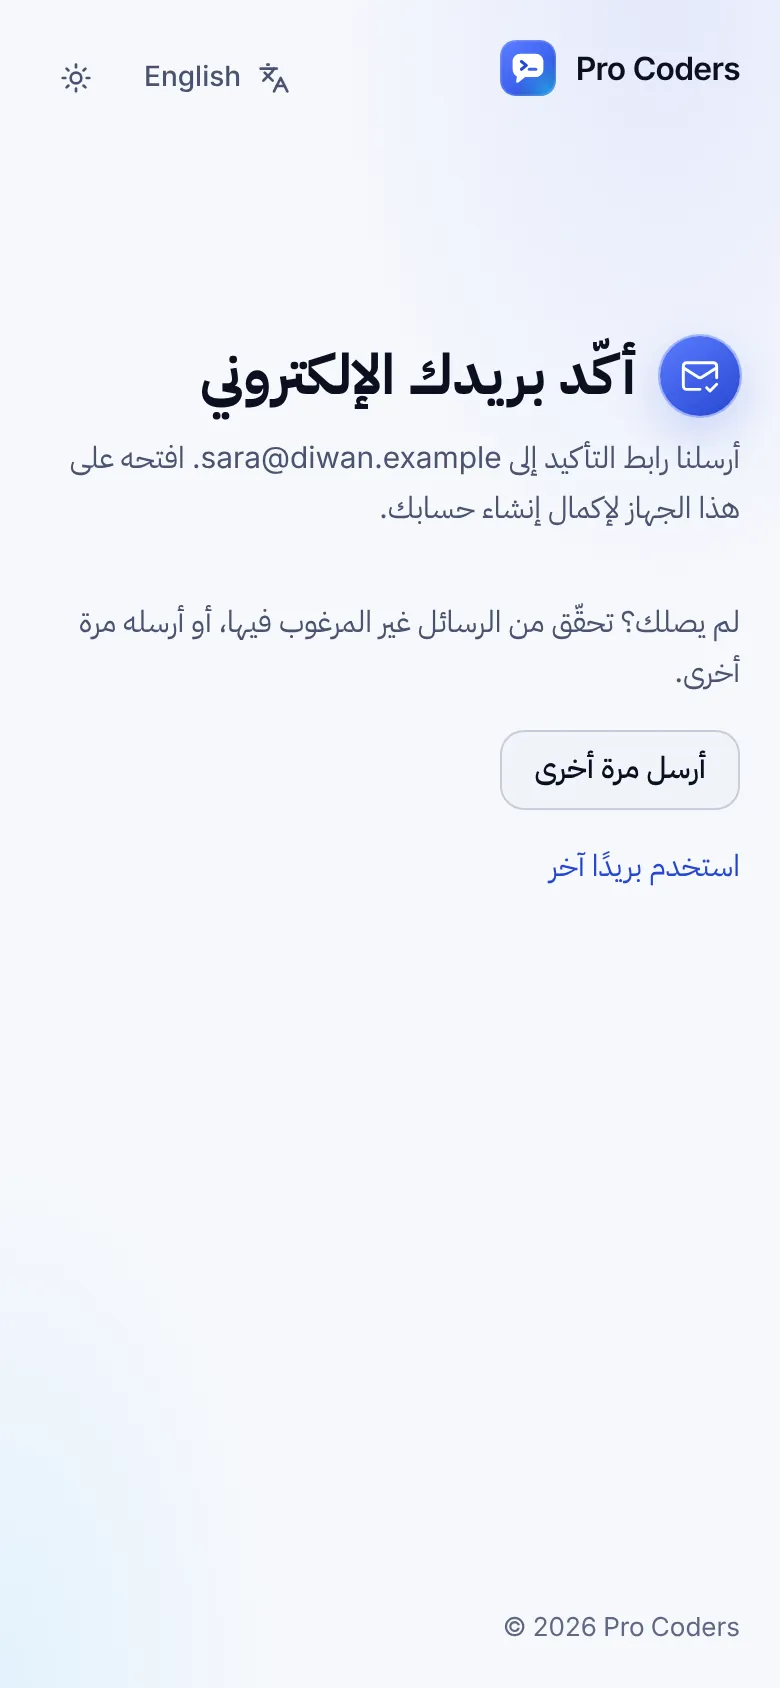 Pro Coders
English
أكّد بريدك الإلكتروني
أرسلنا رابط التأكيد إلى sara@diwan.example. افتحه على
هذا الجهاز لإكمال إنشاء حسابك.
لم يصلك؟ تحقّق من الرسائل غير المرغوب فيها، أو أرسله مرة
أخرى.
أرسل مرة أخرى
استخدم بريدًا آخر
© 2026 Pro Coders